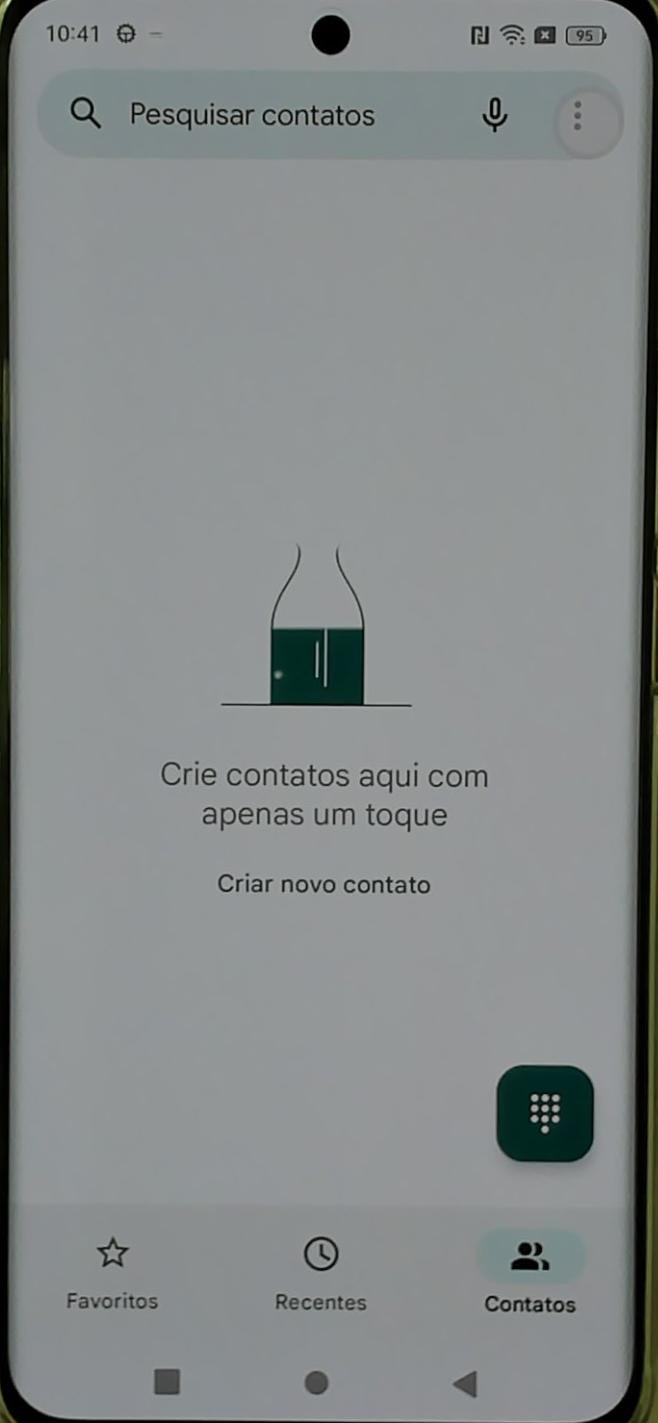 10:41
95
Pesquisar contatos
Crie contatos aqui com
apenas um toque
Criar novo contato
Favoritos
Recentes
Contatos